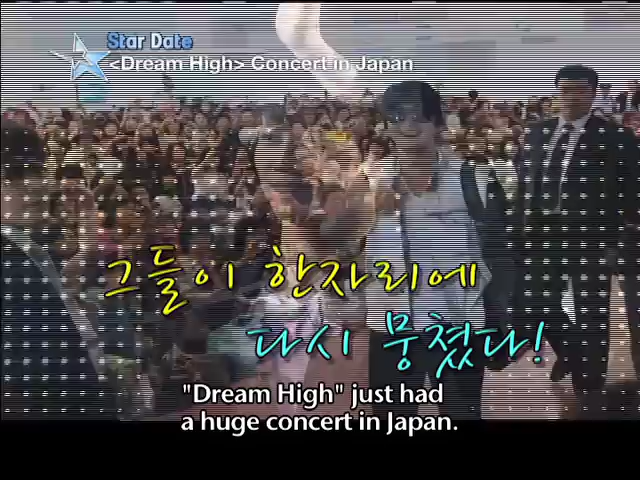 Star Date
<Dream High> Concert in Japan
그들이 한자리에
다시 뭉쳤다!
"Dream High" just had
a huge concert in Japan.